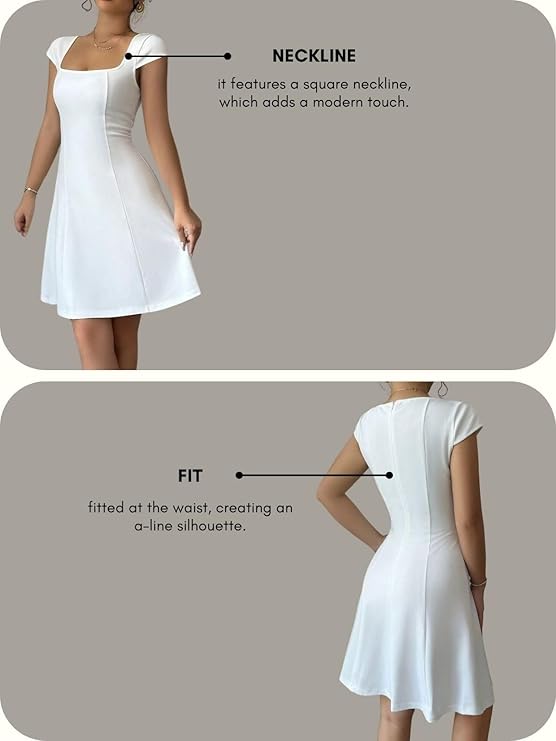 NECKLINE
it features a square neckline,
which adds a modern touch.
FIT
fitted at the waist, creating an
a-line silhouette.